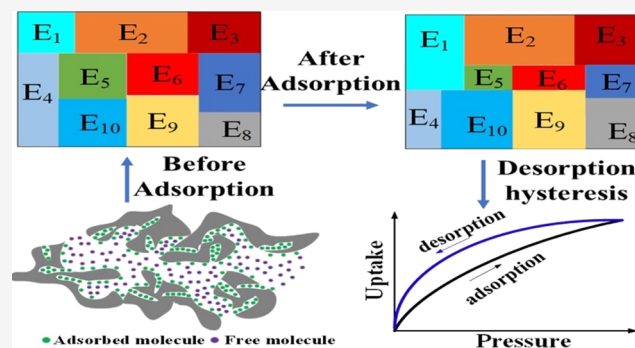 E1 E2 E3
E4 E5 E6 E7
E10 E9 E8
After
Adsorption
E1 E2 E3
E5 E6 E7
E4 E10 E9 E8
Before
Adsorption
Desorption
hysteresis
Adsorbed molecule
Free molecule
Uptake
desorption
adsorption
Pressure